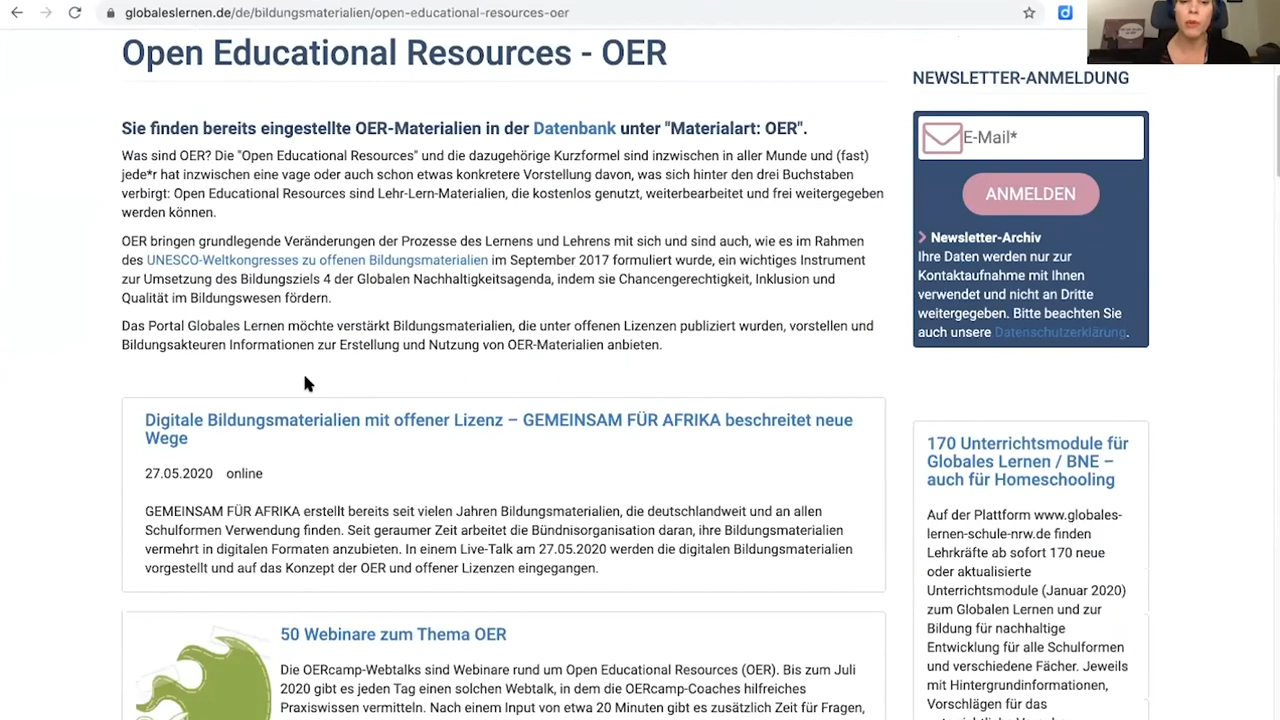 globaleslernen.de/de/bildungsmaterialien/open-educational-resources-oer
Open Educational Resources - OER
Sie finden bereits eingestellte OER-Materialien in der Datenbank unter "Materialart: OER".
Was sind OER? Die "Open Educational Resources" und die dazugehörige Kurzformel sind inzwischen in aller Munde und (fast)
jede*r hat inzwischen eine vage oder auch schon etwas konkretere Vorstellung davon, was sich hinter den drei Buchstaben
verbirgt: Open Educational Resources sind Lehr-Lern-Materialien, die kostenlos genutzt, weiterbearbeitet und frei weitergegeben
werden können.
OER bringen grundlegende Veränderungen der Prozesse des Lernens und Lehrens mit sich und sind auch, wie es im Rahmen
des UNESCO-Weltkongresses zu offenen Bildungsmaterialien im September 2017 formuliert wurde, ein wichtiges Instrument
zur Umsetzung des Bildungsziels 4 der Globalen Nachhaltigkeitsagenda, indem sie Chancengerechtigkeit, Inklusion und
Qualität im Bildungswesen fördern.
Das Portal Globales Lernen möchte verstärkt Bildungsmaterialien, die unter offenen Lizenzen publiziert wurden, vorstellen und
Bildungsakteuren Informationen zur Erstellung und Nutzung von OER-Materialien anbieten.
Digitale Bildungsmaterialien mit offener Lizenz – GEMEINSAM FÜR AFRIKA beschreitet neue
Wege
27.05.2020 online
GEMEINSAM FÜR AFRIKA erstellt bereits seit vielen Jahren Bildungsmaterialien, die deutschlandweit und an allen
Schulformen Verwendung finden. Seit geraumer Zeit arbeitet die Bündnisorganisation daran, ihre Bildungsmaterialien
vermehrt in digitalen Formaten anzubieten. In einem Live-Talk am 27.05.2020 werden die digitalen Bildungsmaterialien
vorgestellt und auf das Konzept der OER und offener Lizenzen eingegangen.
50 Webinare zum Thema OER
Die OERcamp-Webtalks sind Webinare rund um Open Educational Resources (OER). Bis zum Juli
2020 gibt es jeden Tag einen solchen Webtalk, in dem die OERcamp-Coaches hilfreiches
Praxiswissen vermitteln. Nach einem Input von etwa 20 Minuten gibt es zusätzlich Zeit für Fragen,
NEWSLETTER-ANMELDUNG
E-Mail*
ANMELDEN
Newsletter-Archiv
Ihre Daten werden nur zur
Kontaktaufnahme mit Ihnen
verwendet und nicht an Dritte
weitergegeben. Bitte beachten Sie
auch unsere Datenschutzerklärung.
170 Unterrichtsmodule für
Globales Lernen / BNE –
auch für Homeschooling
Auf der Plattform www.globales-
lernen-schule-nrw.de finden
Lehrkräfte ab sofort 170 neue
oder aktualisierte
Unterrichtsmodule (Januar 2020)
zum Globalen Lernen und zur
Bildung für nachhaltige
Entwicklung für alle Schulformen
und verschiedene Fächer. Jeweils
mit Hintergrundinformationen,
Vorschlägen für das